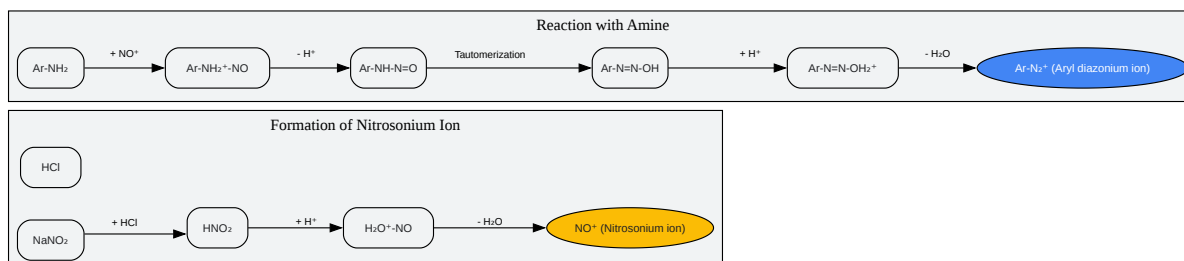 Reaction with Amine
Ar-NH₂
+ NO⁺
Ar-NH₂⁺-NO
- H⁺
Ar-NH-N=O
Tautomerization
Ar-N=N-OH
+ H⁺
Ar-N=N-OH₂⁺
- H₂O
Ar-N₂⁺ (Aryl diazonium ion)
Formation of Nitrosonium Ion
HCl
NaNO₂
+ HCl
HNO₂
+ H⁺
H₂O⁺-NO
- H₂O
NO⁺ (Nitrosonium ion)